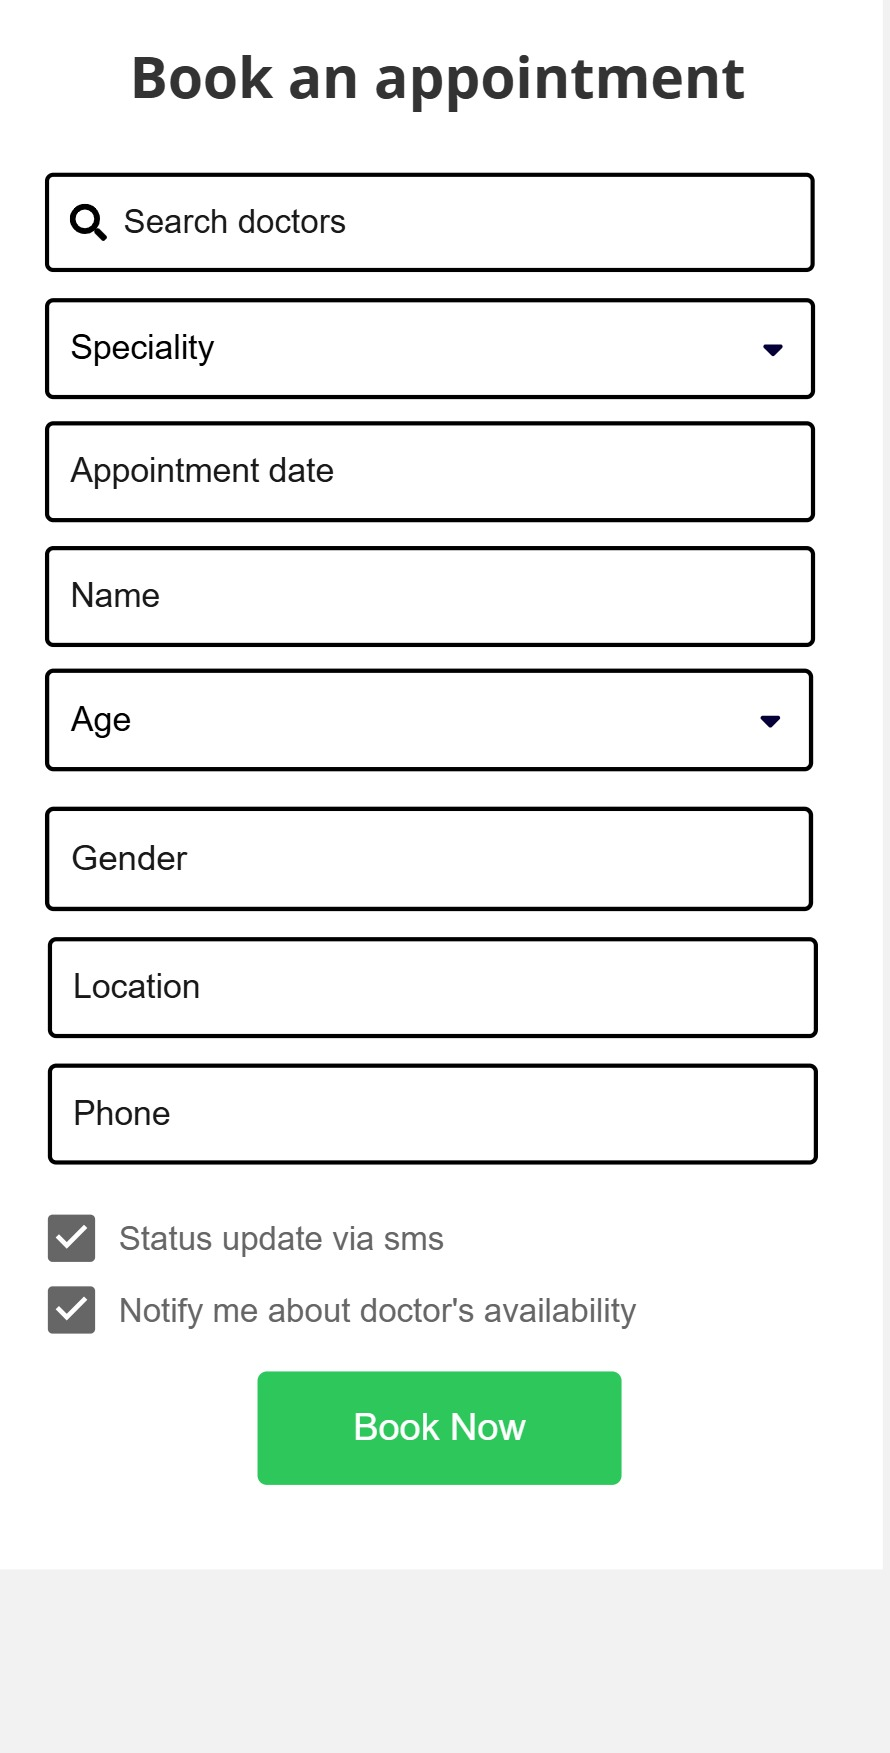 Book an appointment
Search doctors
Speciality
Appointment date
Name
Age
Gender
Location
Phone
Status update via sms
Notify me about doctor's availability
Book Now